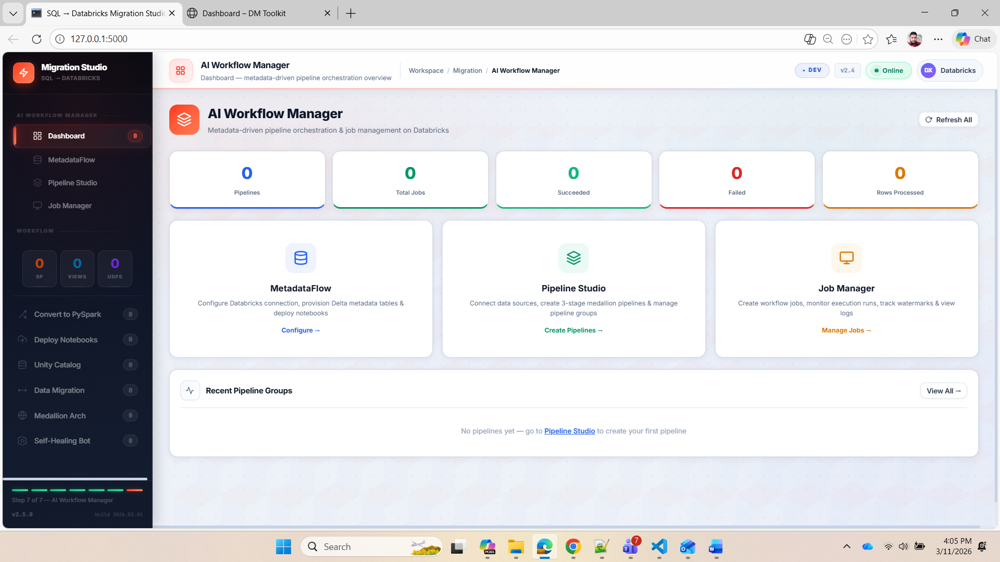 SQL → Databricks Migration Studio
Dashboard – DM Toolkit
127.0.0.1:5000
Chat
Migration Studio
SQL → DATABRICKS
AI Workflow Manager
Dashboard — metadata-driven pipeline orchestration overview
Workspace / Migration / AI Workflow Manager
• DEV
v2.4
Online
DX
Databricks
AI WORKFLOW MANAGER
Dashboard
0
MetadataFlow
Pipeline Studio
Job Manager
WORKFLOW
0 0 0
SP VIEWS UDFS
Convert to PySpark 0
Deploy Notebooks 0
Unity Catalog 0
Data Migration 0
Medallion Arch 0
Self-Healing Bot 0
Step 7 of 7 — AI Workflow Manager
v2.5.0 build 2026.03.01
AI Workflow Manager
Metadata-driven pipeline orchestration & job management on Databricks
Refresh All
0
Pipelines
0
Total Jobs
0
Succeeded
0
Failed
0
Rows Processed
MetadataFlow
Configure Databricks connection, provision Delta metadata tables &
deploy notebooks
Configure →
Pipeline Studio
Connect data sources, create 3-stage medallion pipelines & manage
pipeline groups
Create Pipelines →
Job Manager
Create workflow jobs, monitor execution runs, track watermarks & view
logs
Manage Jobs →
Recent Pipeline Groups
View All →
No pipelines yet — go to Pipeline Studio to create your first pipeline
Search
M365
7
4:05 PM
3/11/2026